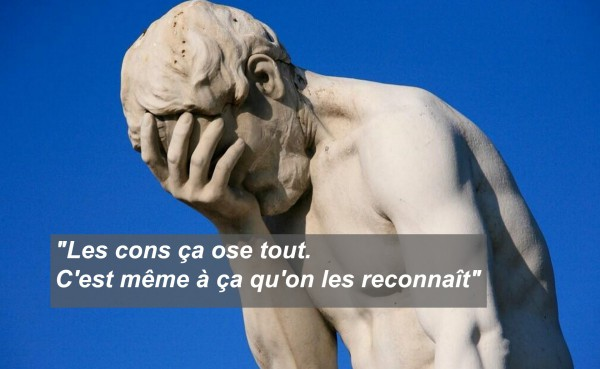 "Les cons ça ose tout.
C'est même à ça qu'on les reconnaît"